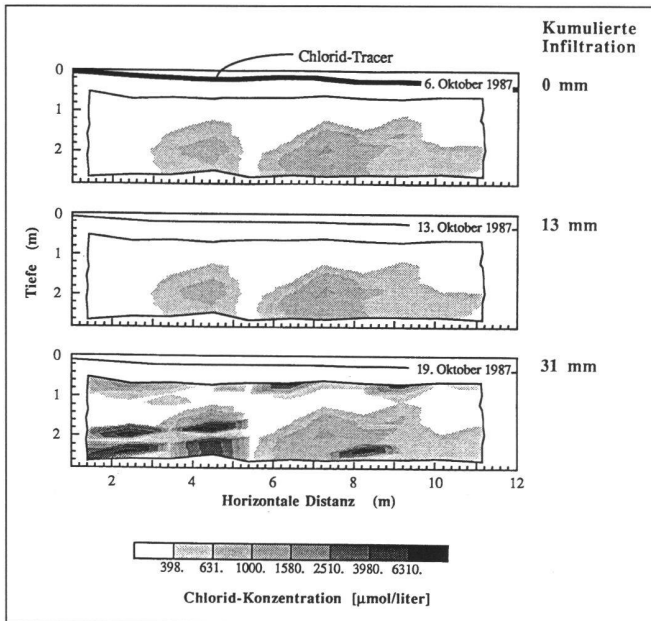 Kumulierte
Infiltration
Chlorid-Tracer
0
6. Oktober 1987
0 mm
1
2
0
13. Oktober 1987
13 mm
1
2
Tiefe (m)
0
19. Oktober 1987
31 mm
1
2
2 4 6 8 10 12
Horizontale Distanz (m)
398. 631. 1000. 1580. 2510. 3980. 6310.
Chlorid-Konzentration [µmol/liter]